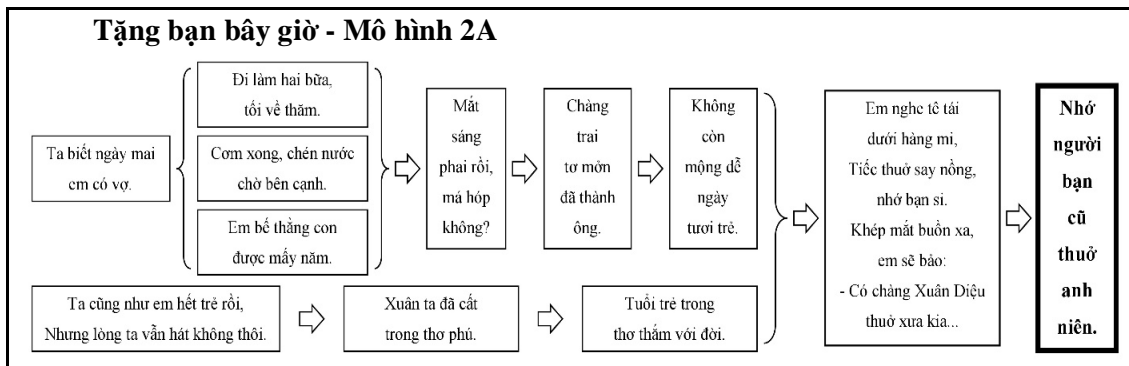 Tặng bạn bây giờ - Mô hình 2A
Ta biết ngày mai
em có vợ.
Đi làm hai bữa,
tối về thăm.
Cơm xong, chén nước
chờ bên cạnh.
Em bế thằng con
được mấy năm.
Mắt
sáng
phai rồi,
má hóp
không?
Chàng
trai
tơ mởn
đã thành
ông.
Không
còn
mộng dễ
ngày
tươi trẻ.
Ta cũng như em hết trẻ rồi,
Nhưng lòng ta vẫn hát không thôi.
Xuân ta đã cất
trong thơ phú.
Tuổi trẻ trong
thơ thắm với đời.
Em nghe tê tái
dưới hàng mi,
Tiếc thuở say nồng,
nhớ bạn si.
Khép mắt buồn xa,
em sẽ bảo:
- Có chàng Xuân Diệu
thuở xưa kia...
Nhớ
người
bạn
cũ
thuở
anh
niên.